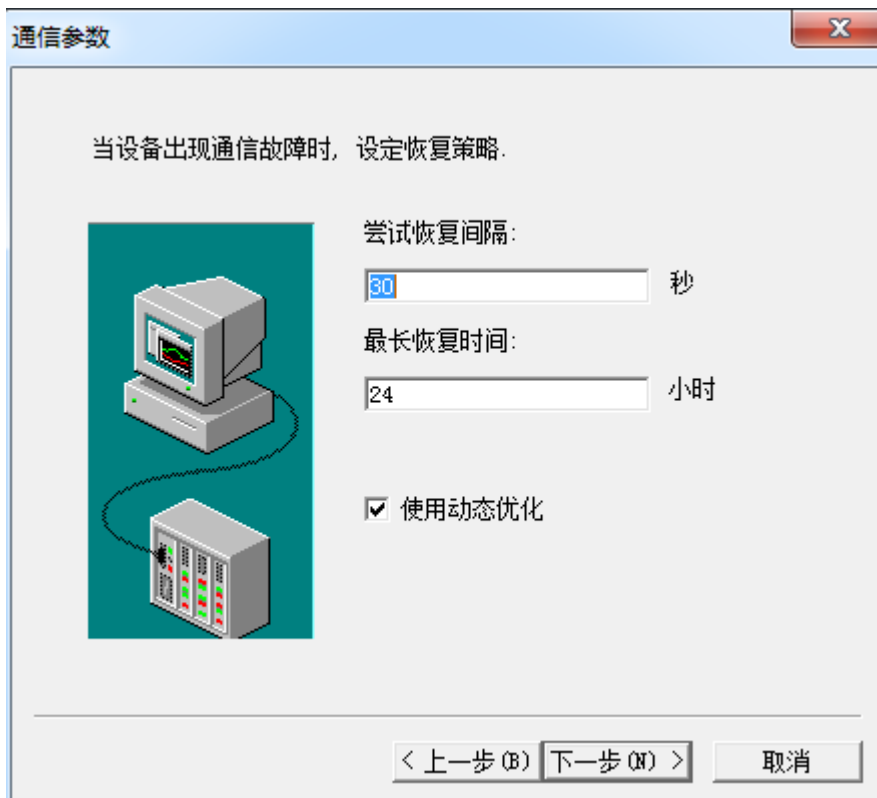 通信参数
当设备出现通信故障时, 设定恢复策略.
尝试恢复间隔:
30 秒
最长恢复时间:
24 小时
使用动态优化
< 上一步(B) 下一步(N) > 取消